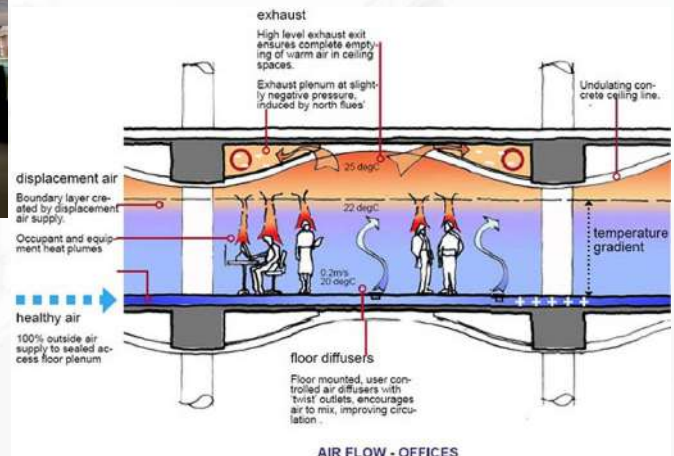 exhaust
High level exhaust exit
ensures complete empty-
ing of warm air in ceiling
spaces.
Exhaust plenum at slight-
ly negative pressure,
induced by north flues'
Undulating con-
crete ceiling line.
25 degC
displacement air
Boundary layer cre-
ated by displacement
air supply.
22 degC
Occupant and equip-
ment heat plumes
temperature
gradient
0.2m/s
20 degC
healthy air
100% outside air
supply to sealed ac-
cess floor plenum
+ + + + +
floor diffusers
Floor mounted, user con-
trolled air diffusers with
'twist' outlets, encourages
air to mix, improving circu-
lation .
AIR FLOW - OFFICES